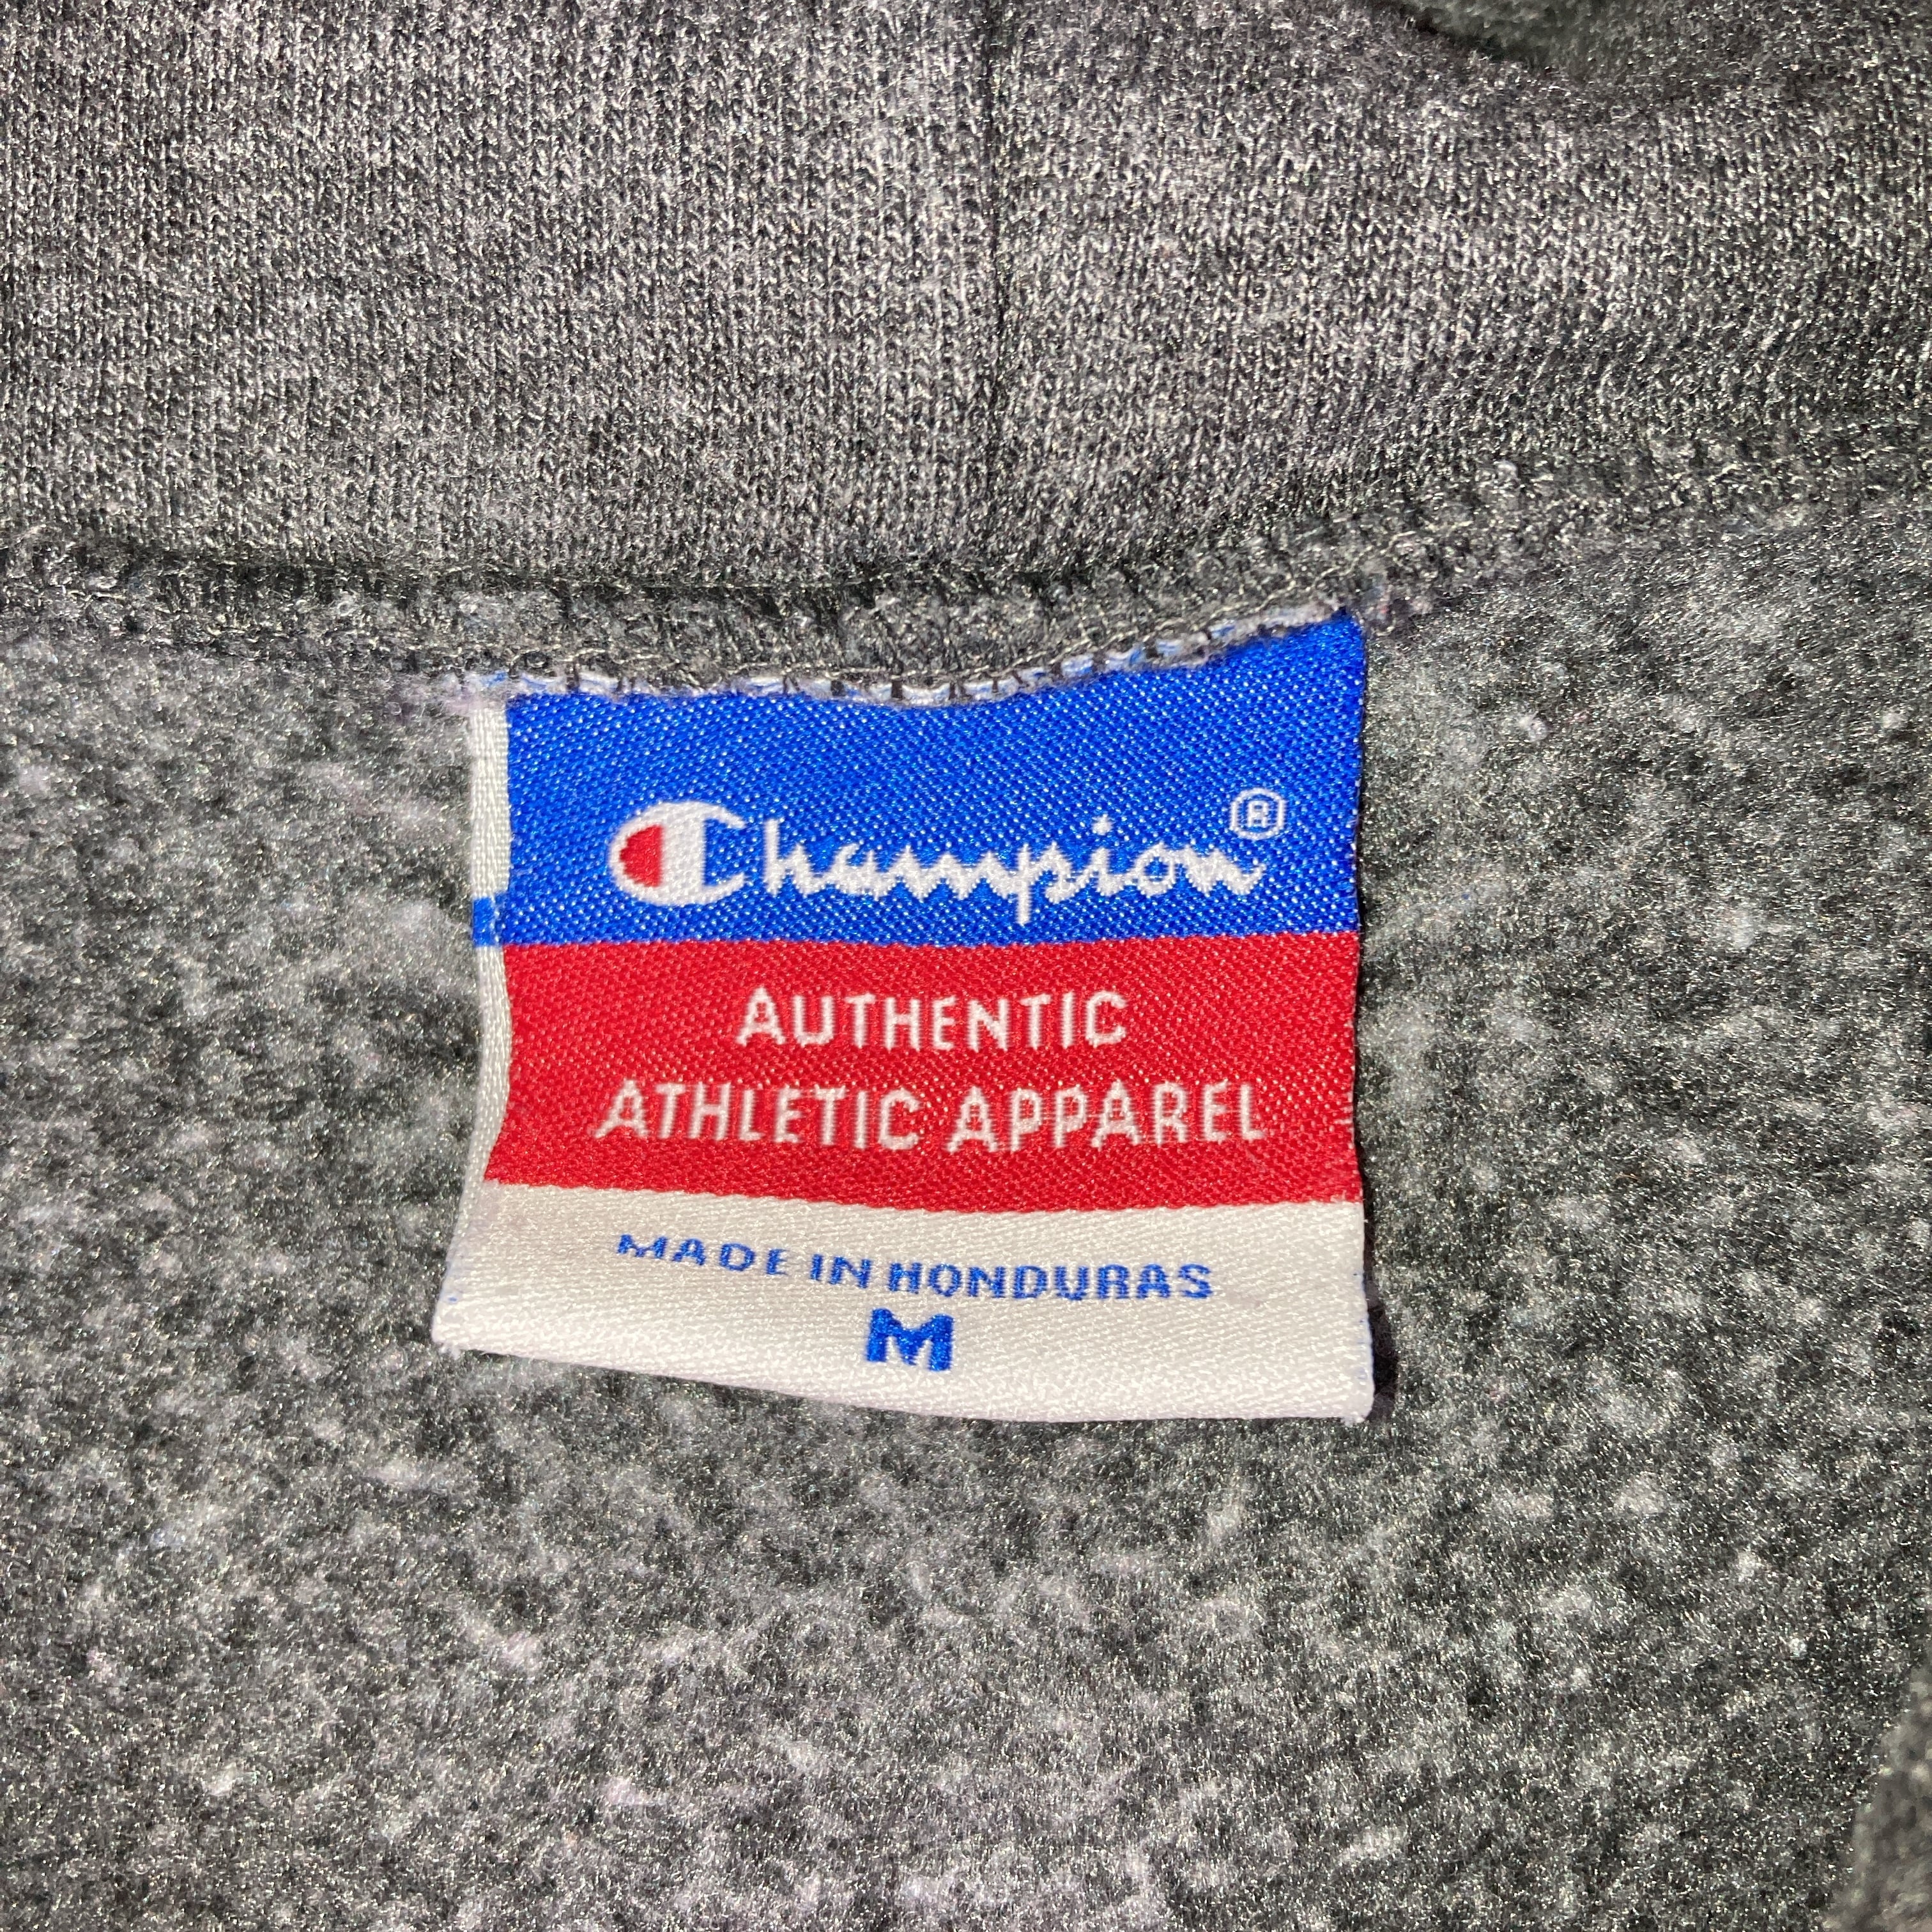 Champion®
AUTHENTIC
ATHLETIC APPAREL
MADE IN HONDURAS
M